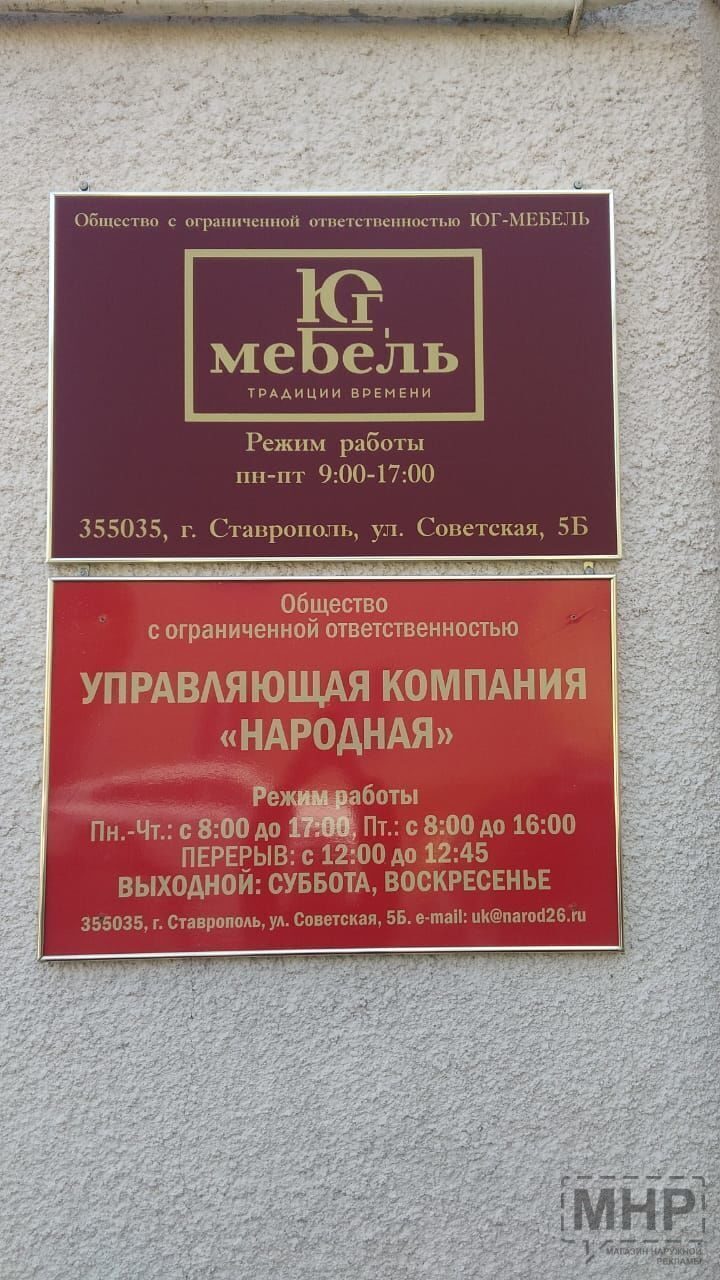 Общество с ограниченной ответственностью ЮГ-МЕБЕЛЬ
Юг
мебель
ТРАДИЦИИ ВРЕМЕНИ
Режим работы
пн-пт 9:00-17:00
355035, г. Ставрополь, ул. Советская, 5Б
Общество
с ограниченной ответственностью
УПРАВЛЯЮЩАЯ КОМПАНИЯ
«НАРОДНАЯ»
Режим работы
Пн.-Чт.: с 8:00 до 17:00, Пт.: с 8:00 до 16:00
ПЕРЕРЫВ: с 12:00 до 12:45
ВЫХОДНОЙ: СУББОТА, ВОСКРЕСЕНЬЕ
355035, г. Ставрополь, ул. Советская, 5Б. e-mail: uk@narod26.ru
МНР
МАГАЗИН НАРУЖНОЙ
РЕКЛАМЫ